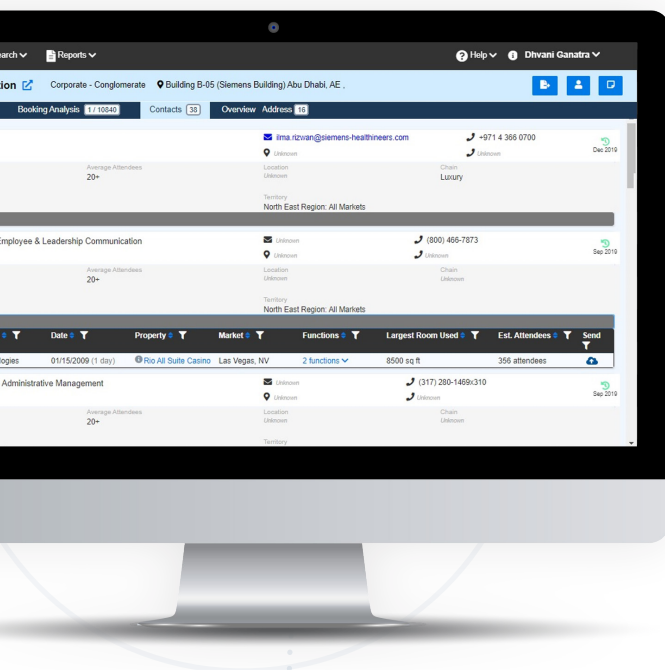 earch Reports Help Dhvani Ganatra
tion Corporate - Conglomerate Building B-05 (Siemens Building) Abu Dhabi, AE ,
Booking Analysis 1 / 10840 Contacts 38 Overview Address 16
ilma.rizwan@siemens-healthineers.com +971 4 366 0700
Unknown Unknown Dec 2019
Average Attendees Location Chain
20+ Unknown Luxury
Territory
North East Region: All Markets
Employee & Leadership Communication Unknown (800) 466-7873
Unknown Unknown Sep 2019
Average Attendees Location Chain
20+ Unknown Unknown
Territory
North East Region: All Markets
Date Property Market Functions Largest Room Used Est. Attendees Send
logies 01/15/2009 (1 day) Rio All Suite Casino Las Vegas, NV 2 functions 8500 sq ft 356 attendees
Administrative Management Unknown (317) 280-1469x310
Unknown Unknown Sep 2019
Average Attendees Location Chain
20+ Unknown Unknown
Territory